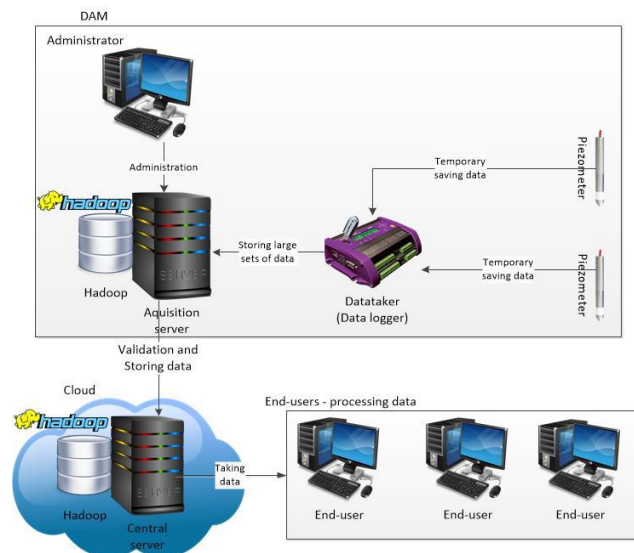 DAM
Administrator
Administration
Temporary
saving data
Piezometer
hadoop
Storing large
sets of data
SERVER
Hadoop
Aquisition
server
Datataker
(Data logger)
Temporary
saving data
Piezometer
Validation and
Storing data
Cloud
hadoop
SERVER
Hadoop
Central
server
Taking
data
End-users - processing data
End-user
End-user
End-user